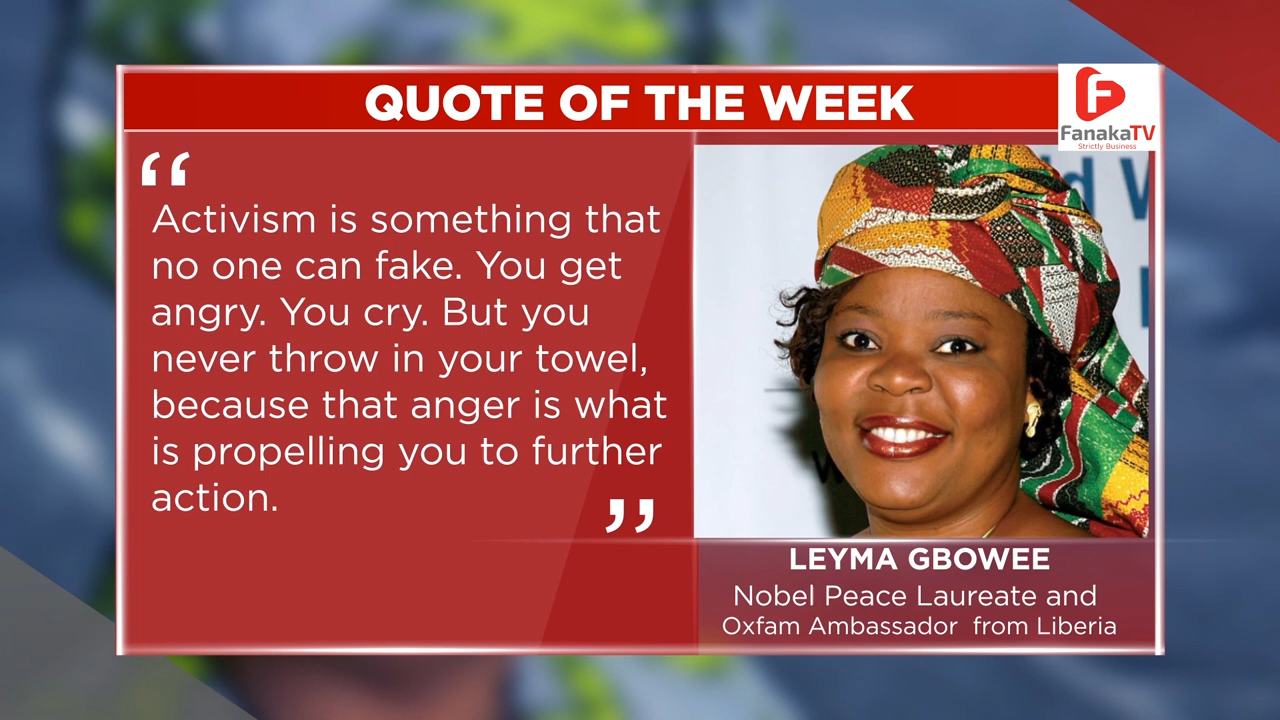 QUOTE OF THE WEEK
F
FanakaTV
Strictly Business
“
Activism is something that
no one can fake. You get
angry. You cry. But you
never throw in your towel,
because that anger is what
is propelling you to further
action.
”
d W
LEYMA GBOWEE
Nobel Peace Laureate and
Oxfam Ambassador from Liberia